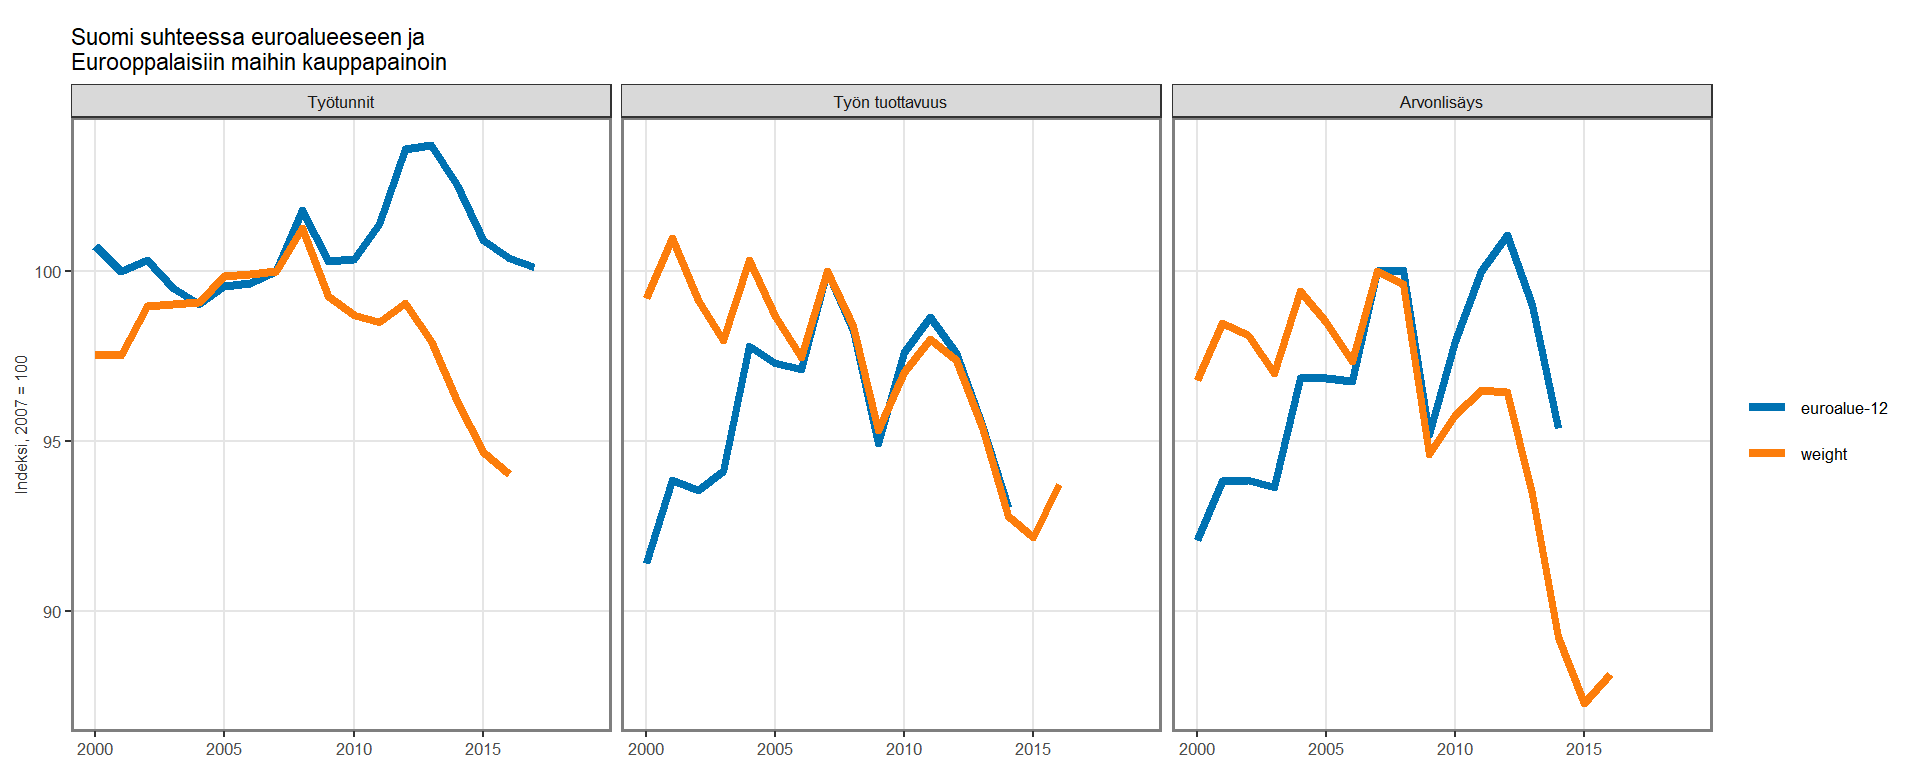 Suomi suhteessa euroalueeseen ja
Eurooppalaisiin maihin kauppapainoin
Työtunnit
Työn tuottavuus
Arvonlisäys
Indeksi, 2007 = 100
100
95
90
2000 2005 2010 2015
2000 2005 2010 2015
2000 2005 2010 2015
euroalue-12
weight